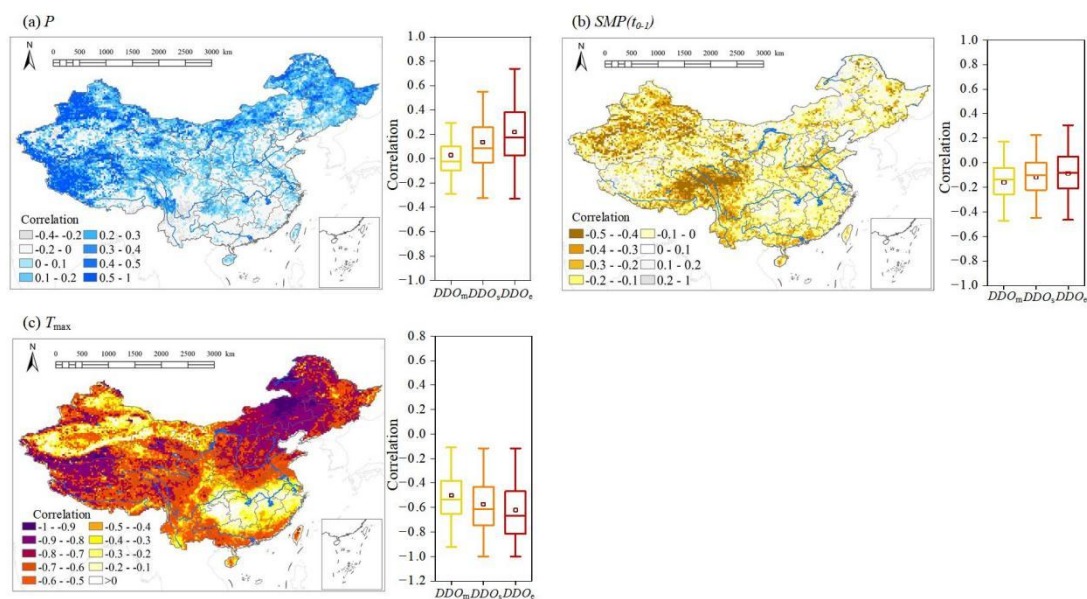 (a) P
N
0 500 1000 2000 3000 km
Correlation
-0.4 - -0.2
-0.2 - 0
0 - 0.1
0.1 - 0.2
0.2 - 0.3
0.3 - 0.4
0.4 - 0.5
0.5 - 1
Correlation
1.0
0.8
0.6
0.4
0.2
0.0
−0.2
−0.4
−0.6
−0.8
−1.0
DDOm DDOs DDOe
(b) SMP(t0-1)
N
0 500 1000 2000 3000 km
Correlation
-0.5 - -0.4
-0.4 - -0.3
-0.3 - -0.2
-0.2 - -0.1
-0.1 - 0
0 - 0.1
0.1 - 0.2
0.2 - 1
Correlation
1.0
0.8
0.6
0.4
0.2
0.0
−0.2
−0.4
−0.6
−0.8
−1.0
DDOm DDOs DDOe
(c) Tmax
N
0 500 1000 2000 3000 km
Correlation
-1 - -0.9
-0.9 - -0.8
-0.8 - -0.7
-0.7 - -0.6
-0.6 - -0.5
-0.5 - -0.4
-0.4 - -0.3
-0.3 - -0.2
-0.2 - -0.1
>0
Correlation
0.8
0.6
0.4
0.2
0.0
−0.2
−0.4
−0.6
−0.8
−1.0
−1.2
DDOm DDOs DDOe